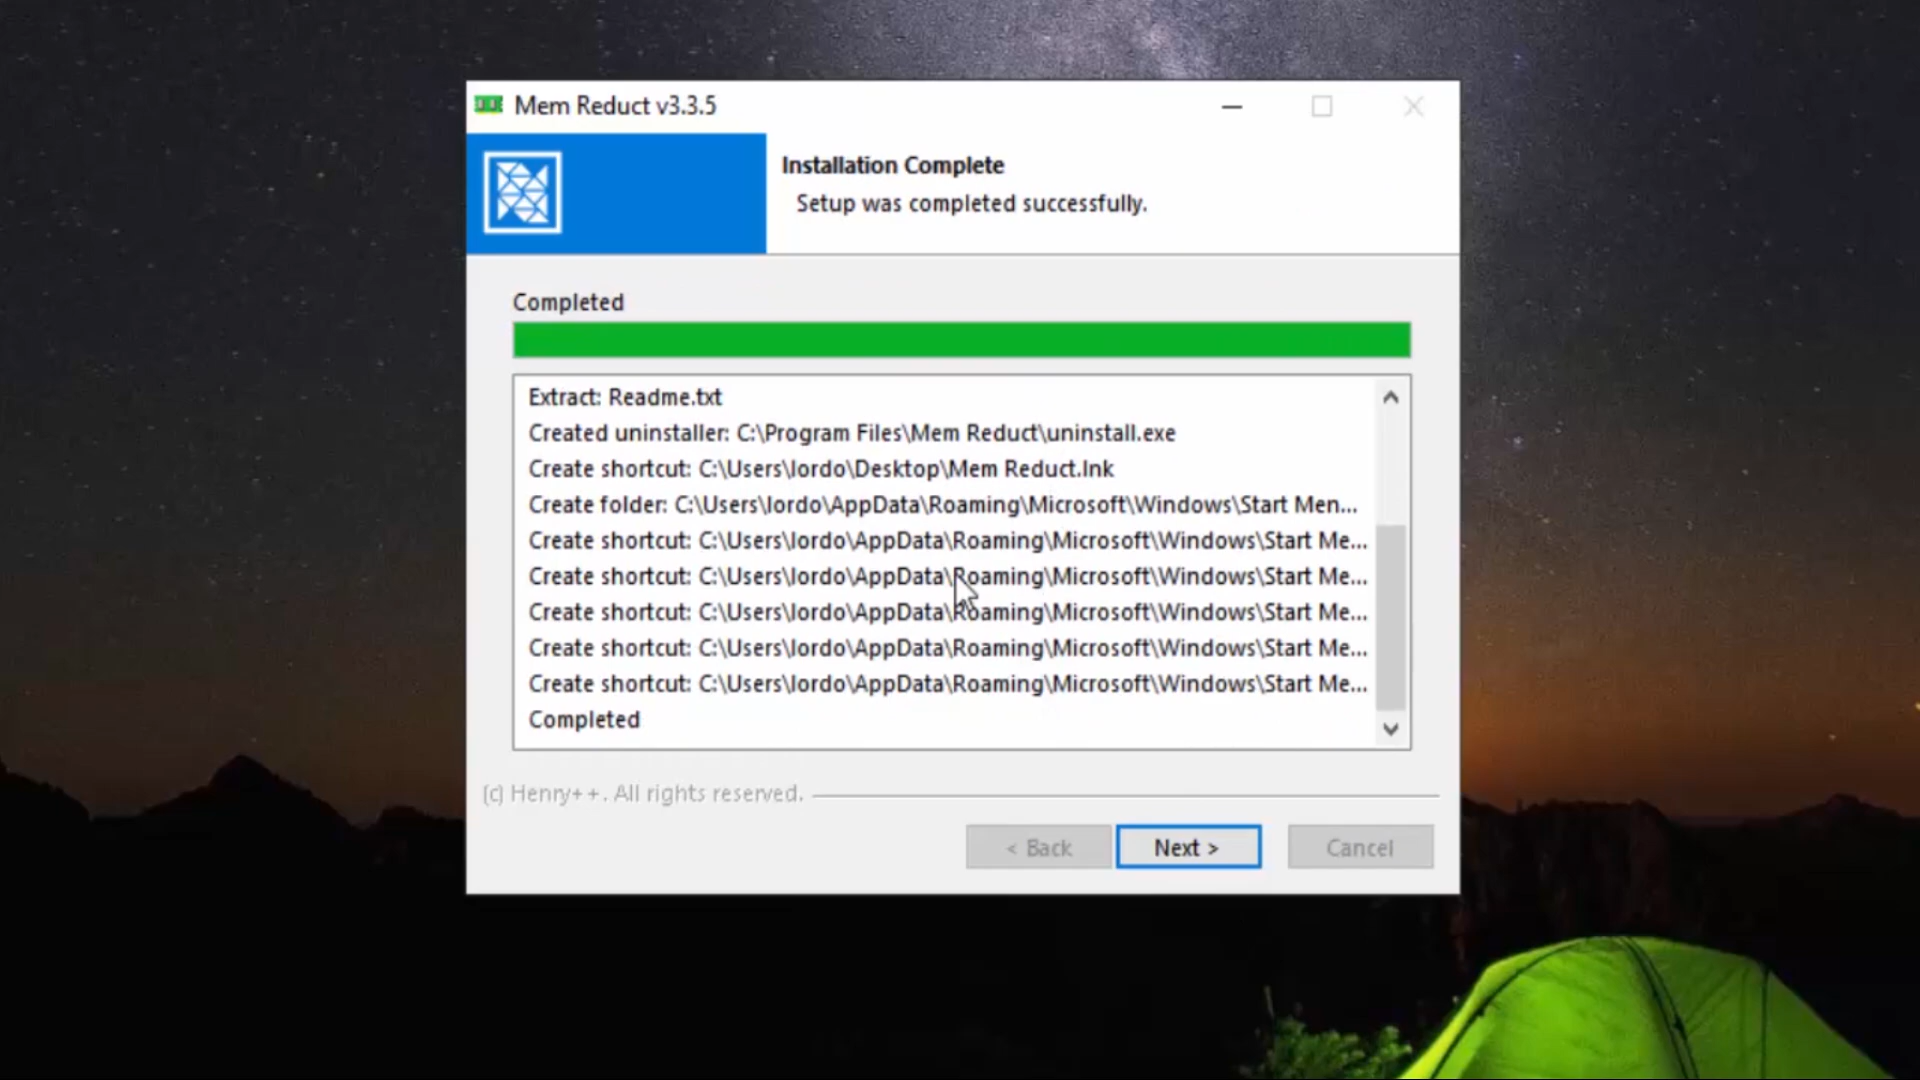 Mem Reduct v3.3.5
Installation Complete
Setup was completed successfully.
Completed
Extract: Readme.txt
Created uninstaller: C:\Program Files\Mem Reduct\uninstall.exe
Create shortcut: C:\Users\lordo\Desktop\Mem Reduct.lnk
Create folder: C:\Users\lordo\AppData\Roaming\Microsoft\Windows\Start Men...
Create shortcut: C:\Users\lordo\AppData\Roaming\Microsoft\Windows\Start Me...
Create shortcut: C:\Users\lordo\AppData\Roaming\Microsoft\Windows\Start Me...
Create shortcut: C:\Users\lordo\AppData\Roaming\Microsoft\Windows\Start Me...
Create shortcut: C:\Users\lordo\AppData\Roaming\Microsoft\Windows\Start Me...
Create shortcut: C:\Users\lordo\AppData\Roaming\Microsoft\Windows\Start Me...
Completed
(c) Henry++. All rights reserved.
< Back
Next >
Cancel